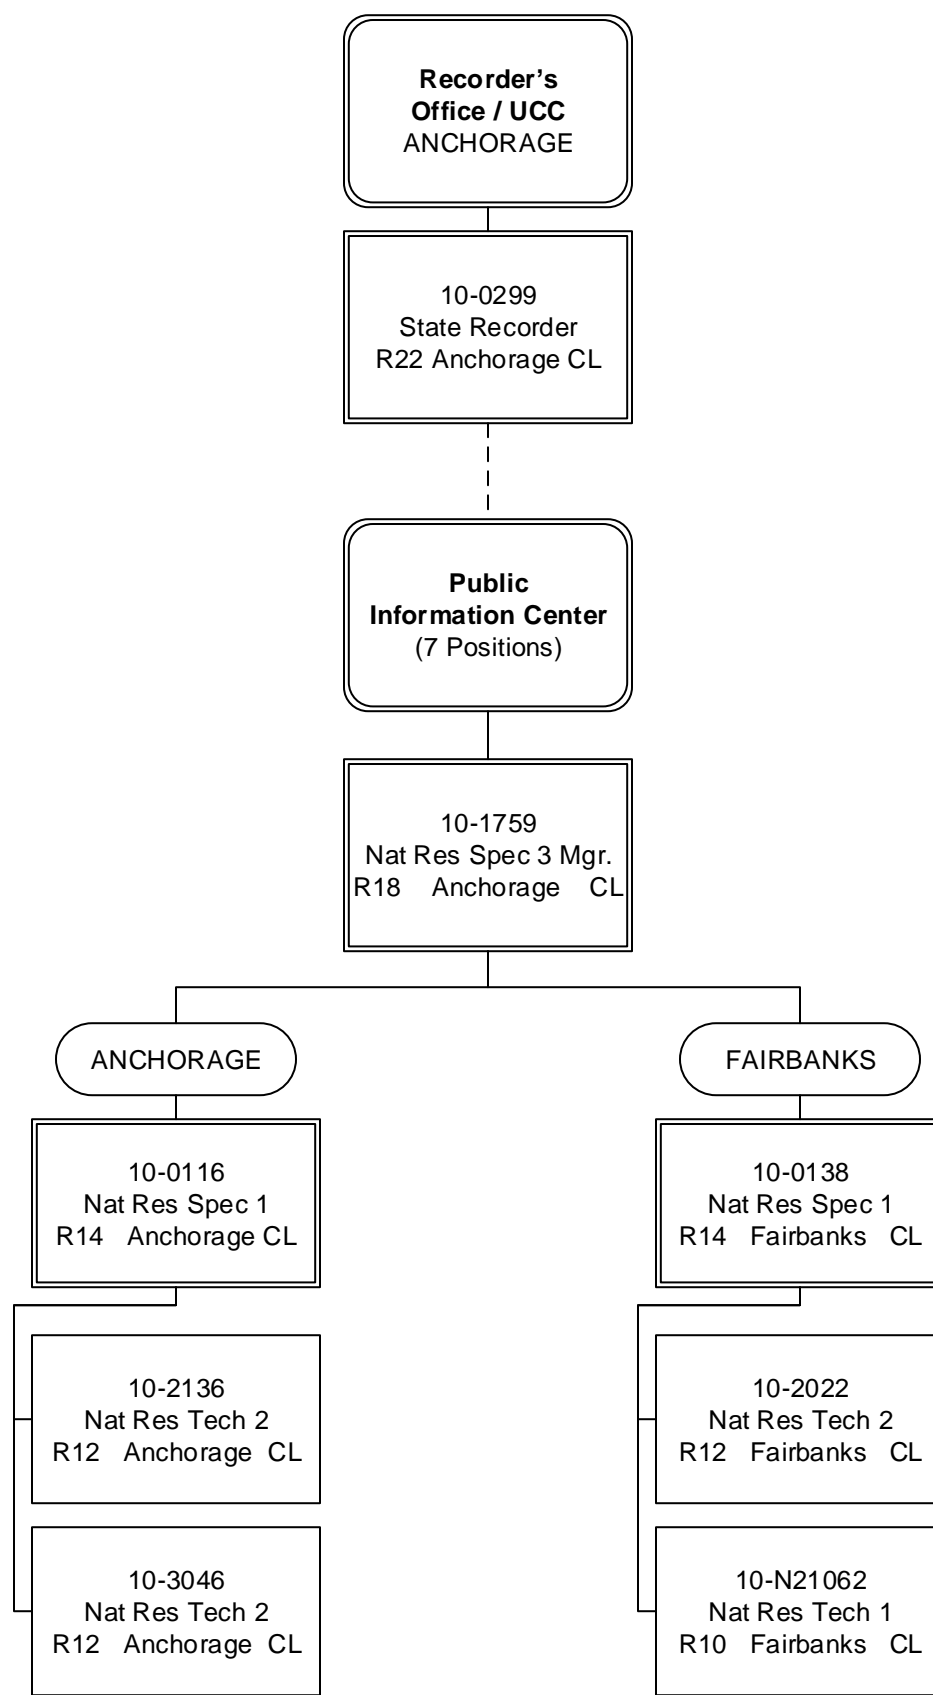 Recorder's
Office / UCC
ANCHORAGE
10-0299
State Recorder
R22 Anchorage CL
Public
Information Center
(7 Positions)
10-1759
Nat Res Spec 3 Mgr.
R18 Anchorage CL
ANCHORAGE
10-0116
Nat Res Spec 1
R14 Anchorage CL
10-2136
Nat Res Tech 2
R12 Anchorage CL
10-3046
Nat Res Tech 2
R12 Anchorage CL
FAIRBANKS
10-0138
Nat Res Spec 1
R14 Fairbanks CL
10-2022
Nat Res Tech 2
R12 Fairbanks CL
10-N21062
Nat Res Tech 1
R10 Fairbanks CL